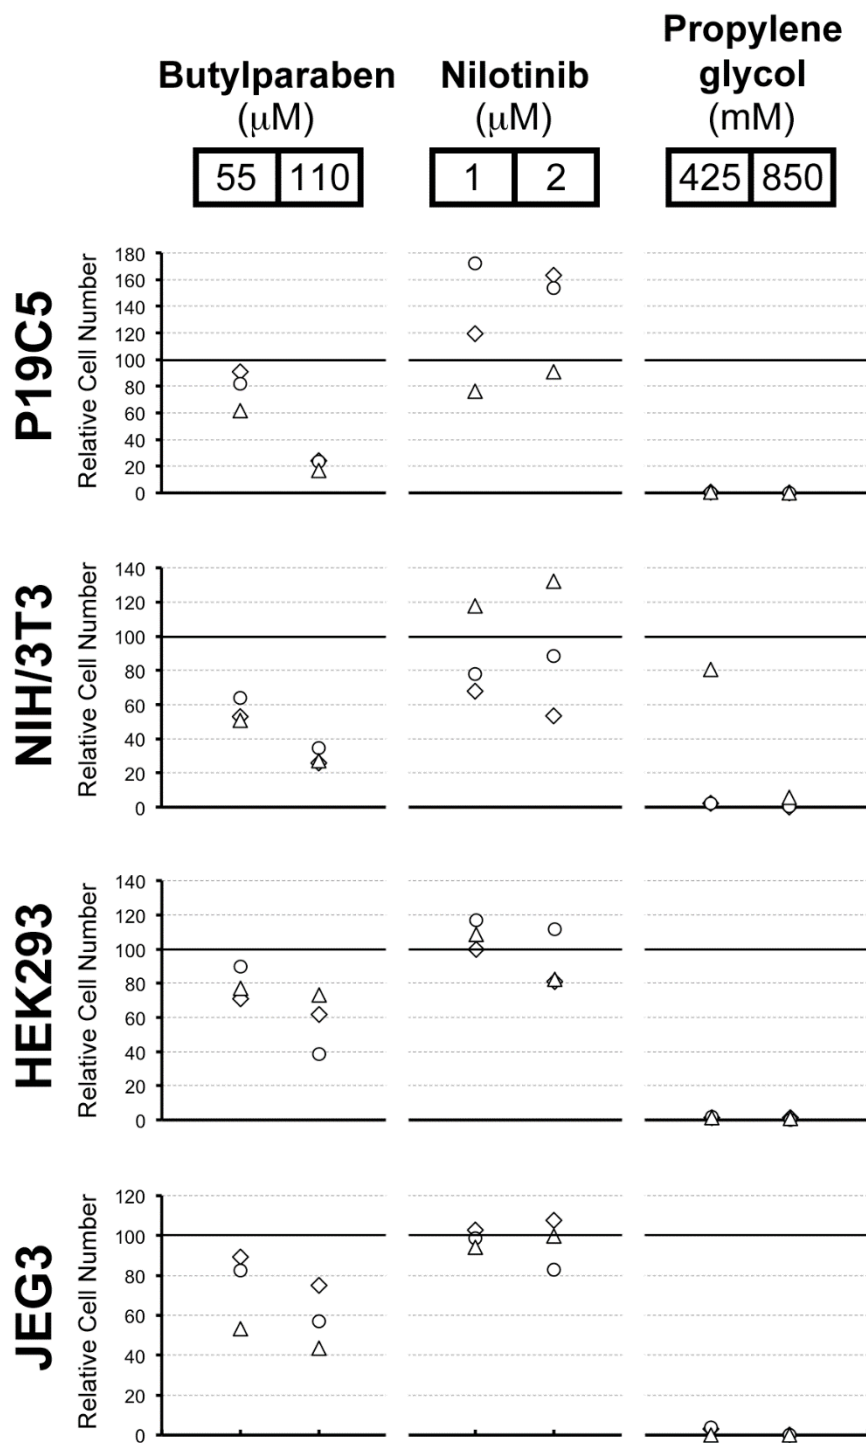 Butylparaben
(μM)
55 110
Nilotinib
(μM)
1 2
Propylene
glycol
(mM)
425 850
P19C5
Relative Cell Number
180
160
140
120
100
80
60
40
20
0
NIH/3T3
Relative Cell Number
140
120
100
80
60
40
20
0
HEK293
Relative Cell Number
140
120
100
80
60
40
20
0
JEG3
Relative Cell Number
120
100
80
60
40
20
0